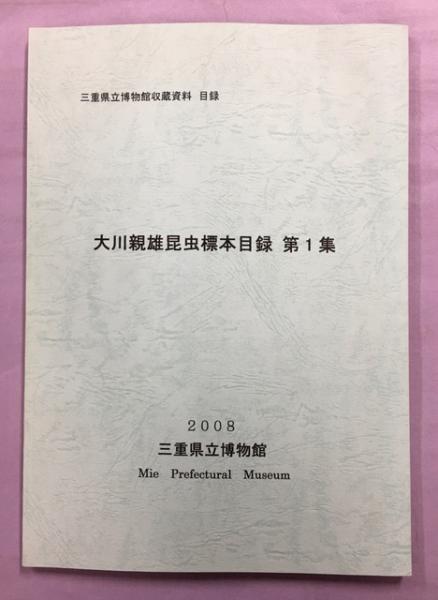 三重県立博物館収蔵資料 目録
大川親雄昆虫標本目録 第1集
2008
三重県立博物館
Mie Prefectural Museum